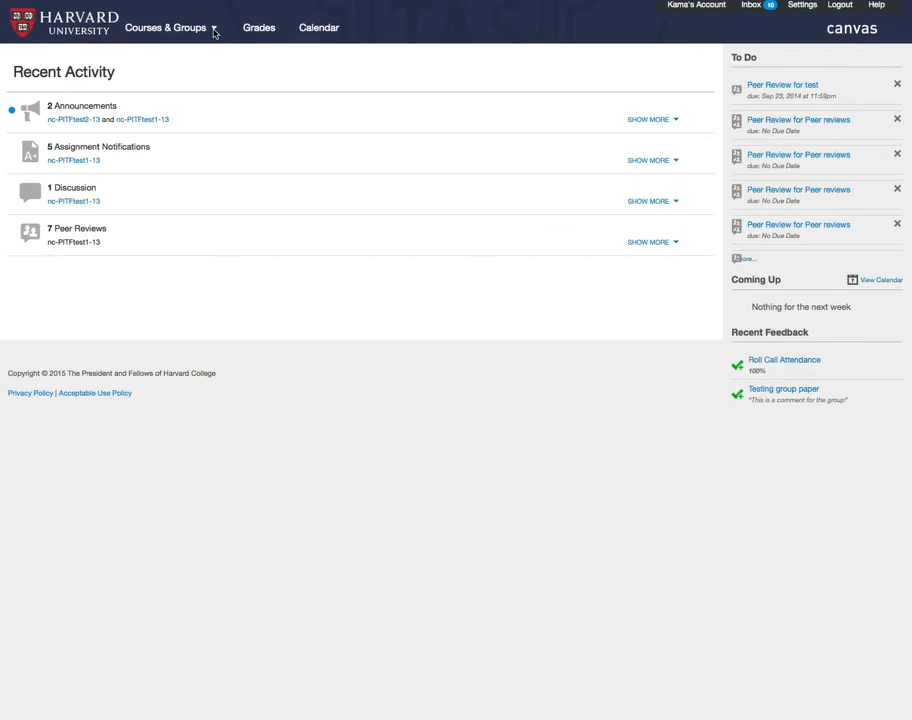 HARVARD
UNIVERSITY
Courses & Groups
Grades
Calendar
Kama's Account
Inbox 10
Settings
Logout
Help
canvas
Recent Activity
2 Announcements
nc-PITFtest2-13 and nc-PITFtest1-13
SHOW MORE
5 Assignment Notifications
nc-PITFtest1-13
SHOW MORE
1 Discussion
nc-PITFtest1-13
SHOW MORE
7 Peer Reviews
nc-PITFtest1-13
SHOW MORE
Copyright © 2015 The President and Fellows of Harvard College
Privacy Policy | Acceptable Use Policy
To Do
Peer Review for test
due: Sep 23, 2014 at 11:59pm
Peer Review for Peer reviews
due: No Due Date
Peer Review for Peer reviews
due: No Due Date
Peer Review for Peer reviews
due: No Due Date
Peer Review for Peer reviews
due: No Due Date
Coming Up
View Calendar
Nothing for the next week
Recent Feedback
Roll Call Attendance
100%
Testing group paper
"This is a comment for the group"